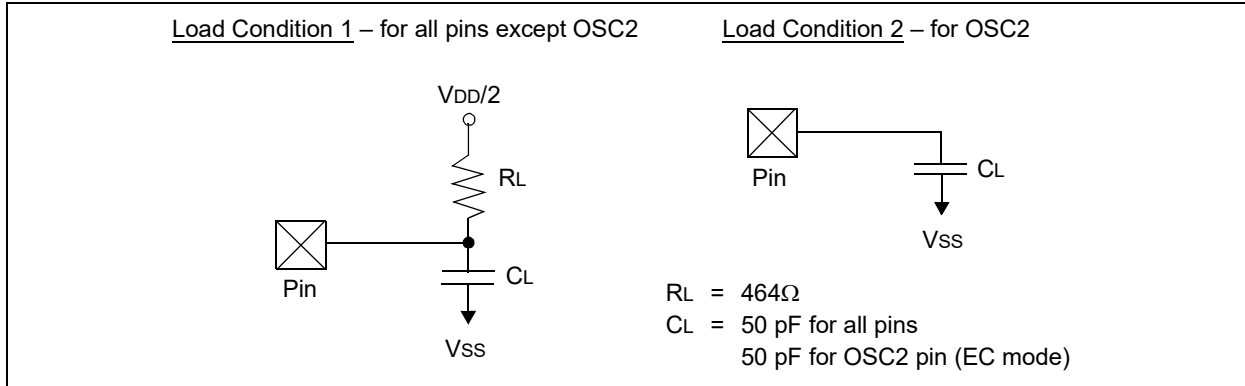 Load Condition 1 – for all pins except OSC2
VDD/2
RL
Pin
CL
VSS
Load Condition 2 – for OSC2
Pin
CL
VSS
RL = 464Ω
CL = 50 pF for all pins
50 pF for OSC2 pin (EC mode)